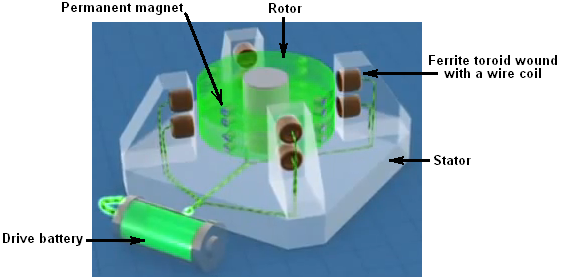 Permanent magnet
Rotor
Ferrite toroid wound
with a wire coil
Stator
Drive battery